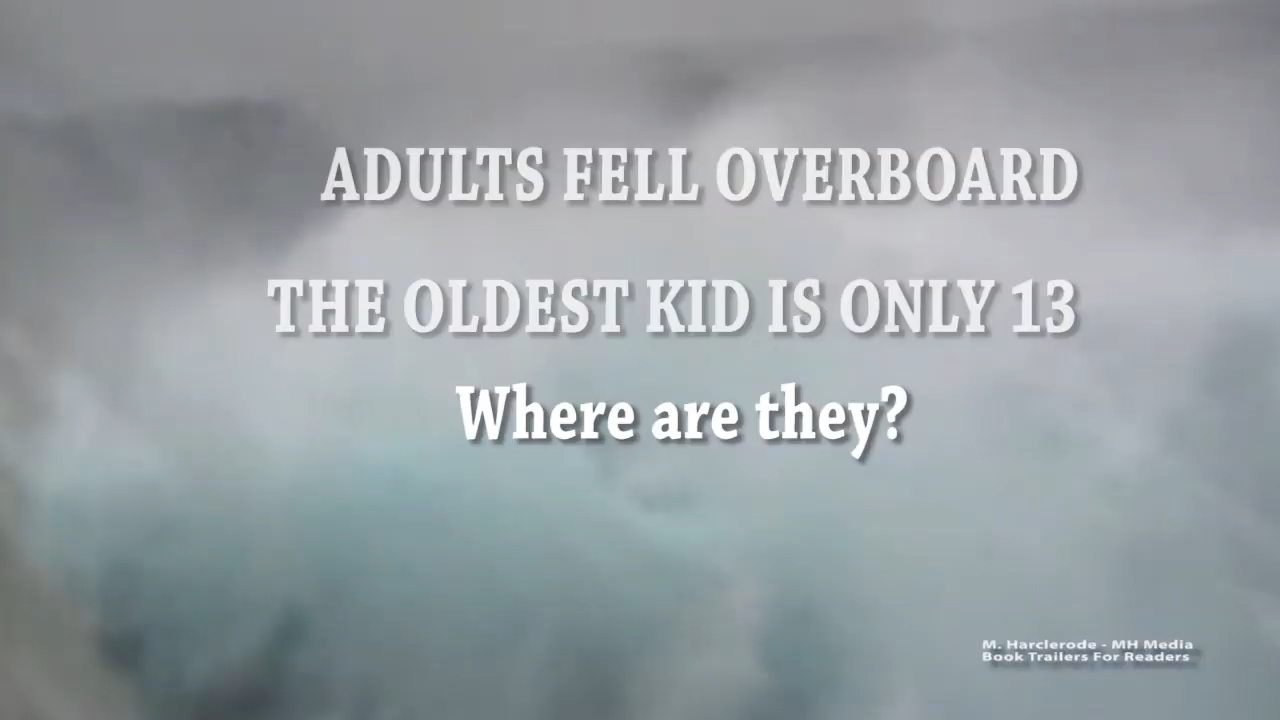 ADULTS FELL OVERBOARD
THE OLDEST KID IS ONLY 13
Where are they?
M. Harclerode - MH Media
Book Trailers For Readers